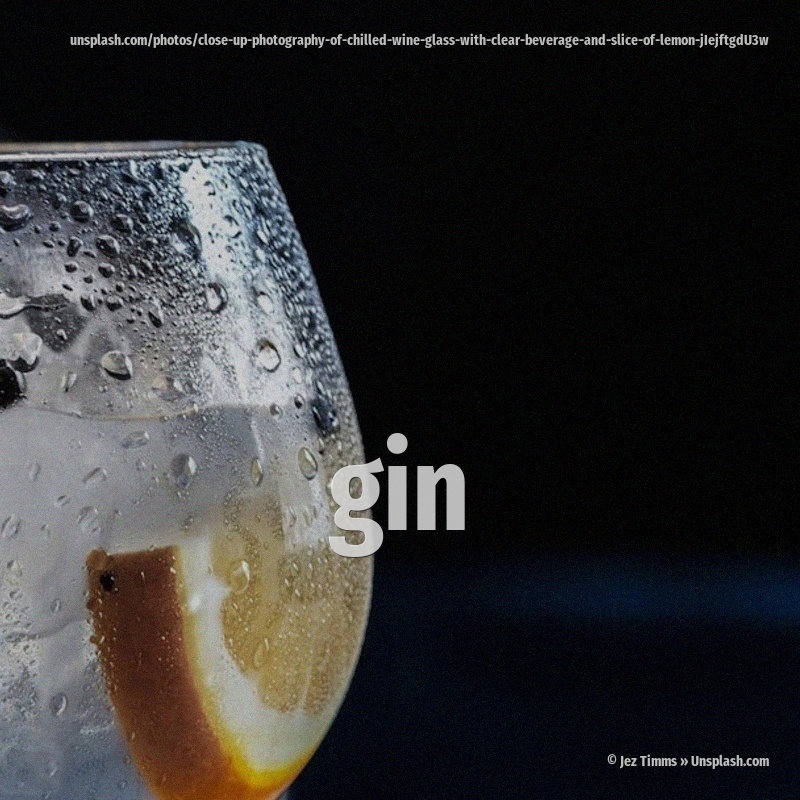 unsplash.com/photos/close-up-photography-of-chilled-wine-glass-with-clear-beverage-and-slice-of-lemon-jIejftgdU3w
gin
© Jez Timms » Unsplash.com